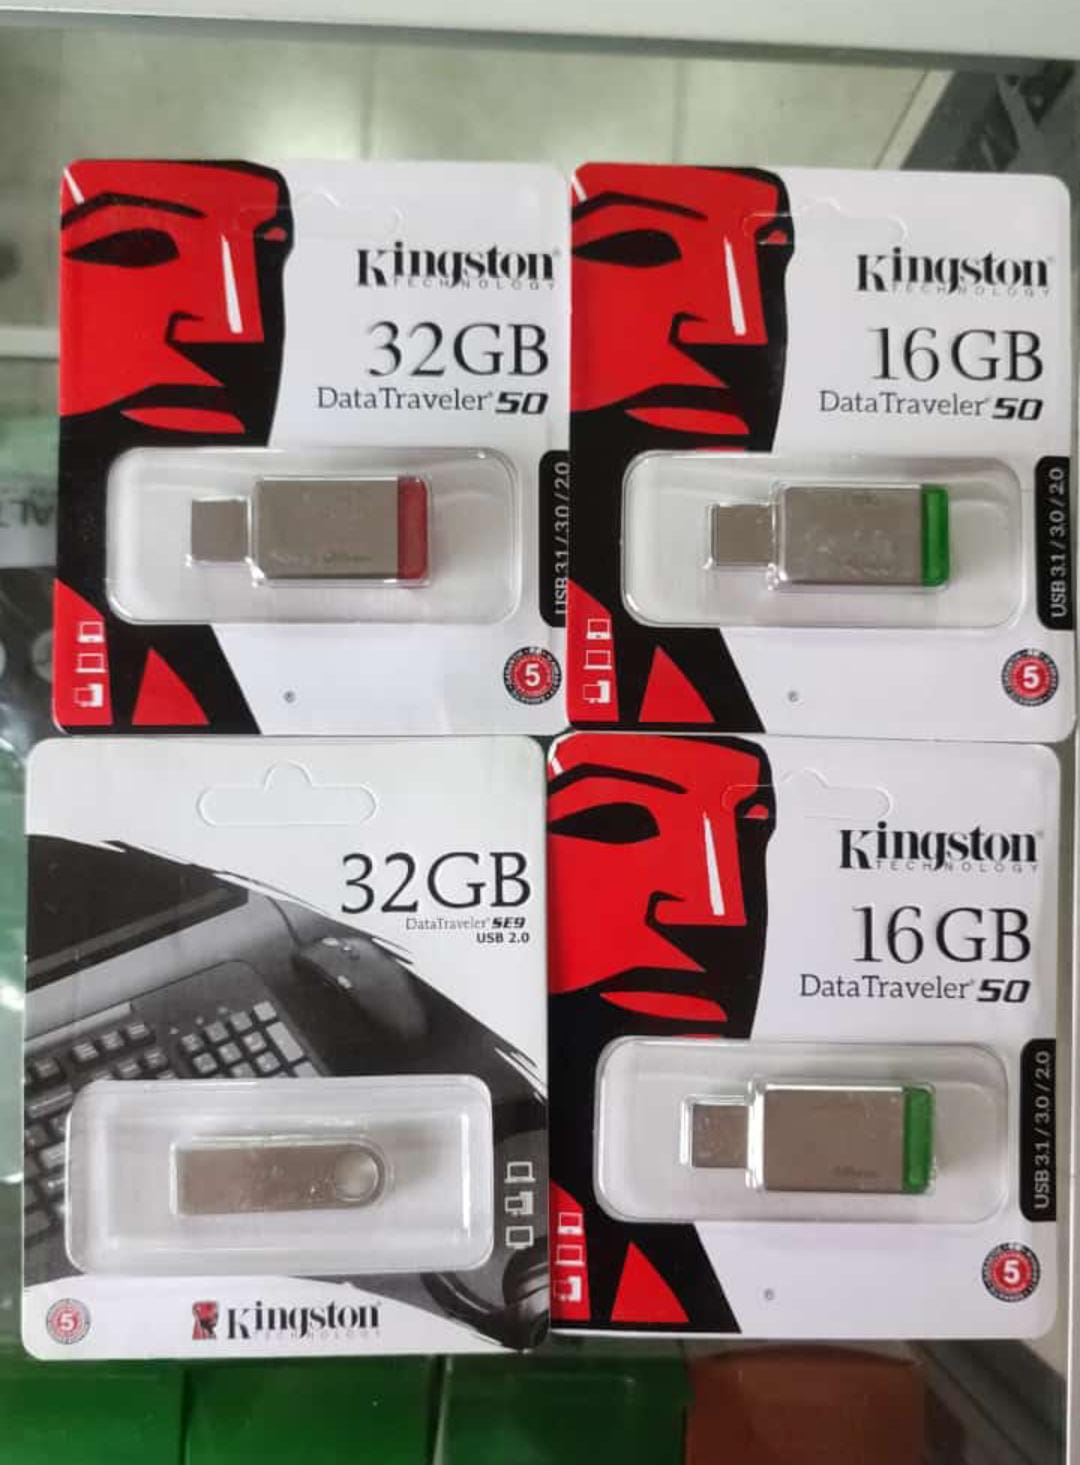 Kingston
TECHNOLOGY
32GB
DataTraveler® 50
USB 3.1 / 3.0 / 2.0
5
®
Kingston
TECHNOLOGY
16GB
DataTraveler® 50
USB 3.1 / 3.0 / 2.0
5
®
32GB
DataTraveler® SE9
USB 2.0
5
Kingston
TECHNOLOGY
Kingston
TECHNOLOGY
16GB
DataTraveler® 50
USB 3.1 / 3.0 / 2.0
5
®